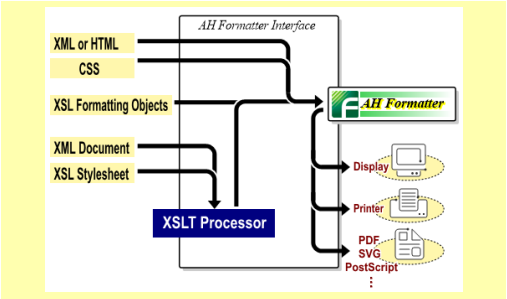 AH Formatter Interface
XML or HTML
CSS
XSL Formatting Objects
AH Formatter
XML Document
XSL Stylesheet
XSLT Processor
Display
Printer
PDF
SVG
PostScript
⋮